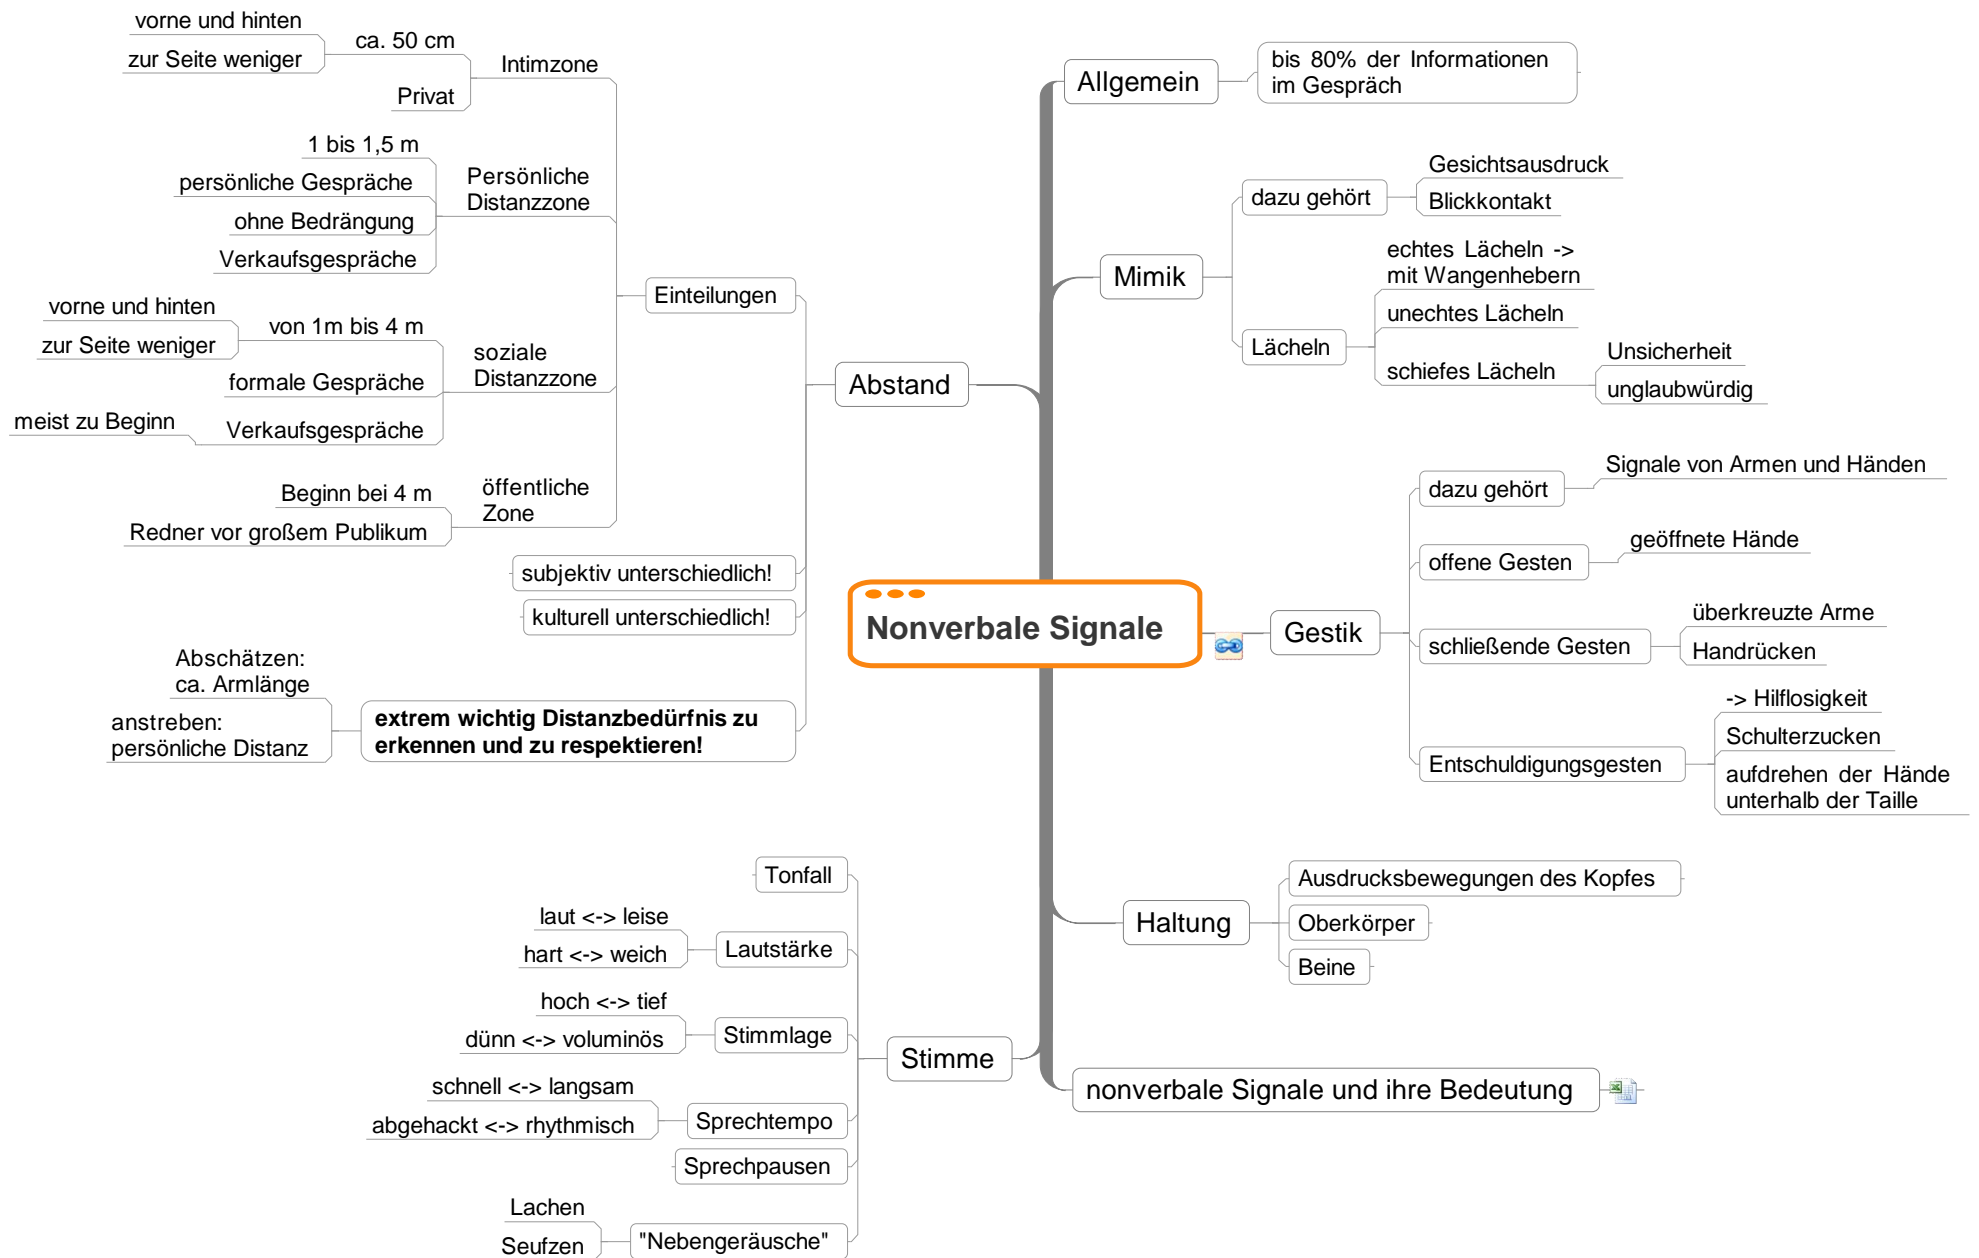 Nonverbale Signale
Allgemein
bis 80% der Informationen
im Gespräch
Mimik
dazu gehört
Gesichtsausdruck
Blickkontakt
Lächeln
echtes Lächeln ->
mit Wangenhebern
unechtes Lächeln
schiefes Lächeln
Unsicherheit
unglaubwürdig
Gestik
dazu gehört
Signale von Armen und Händen
offene Gesten
geöffnete Hände
schließende Gesten
überkreuzte Arme
Handrücken
Entschuldigungsgesten
-> Hilflosigkeit
Schulterzucken
aufdrehen der Hände
unterhalb der Taille
Haltung
Ausdrucksbewegungen des Kopfes
Oberkörper
Beine
nonverbale Signale und ihre Bedeutung
Abstand
Einteilungen
Intimzone
ca. 50 cm
vorne und hinten
zur Seite weniger
Privat
Persönliche
Distanzzone
1 bis 1,5 m
persönliche Gespräche
ohne Bedrängung
Verkaufsgespräche
soziale
Distanzzone
von 1m bis 4 m
vorne und hinten
zur Seite weniger
formale Gespräche
Verkaufsgespräche
meist zu Beginn
öffentliche
Zone
Beginn bei 4 m
Redner vor großem Publikum
subjektiv unterschiedlich!
kulturell unterschiedlich!
extrem wichtig Distanzbedürfnis zu
erkennen und zu respektieren!
Abschätzen:
ca. Armlänge
anstreben:
persönliche Distanz
Stimme
Tonfall
Lautstärke
laut <-> leise
hart <-> weich
Stimmlage
hoch <-> tief
dünn <-> voluminös
Sprechtempo
schnell <-> langsam
abgehackt <-> rhythmisch
Sprechpausen
"Nebengeräusche"
Lachen
Seufzen